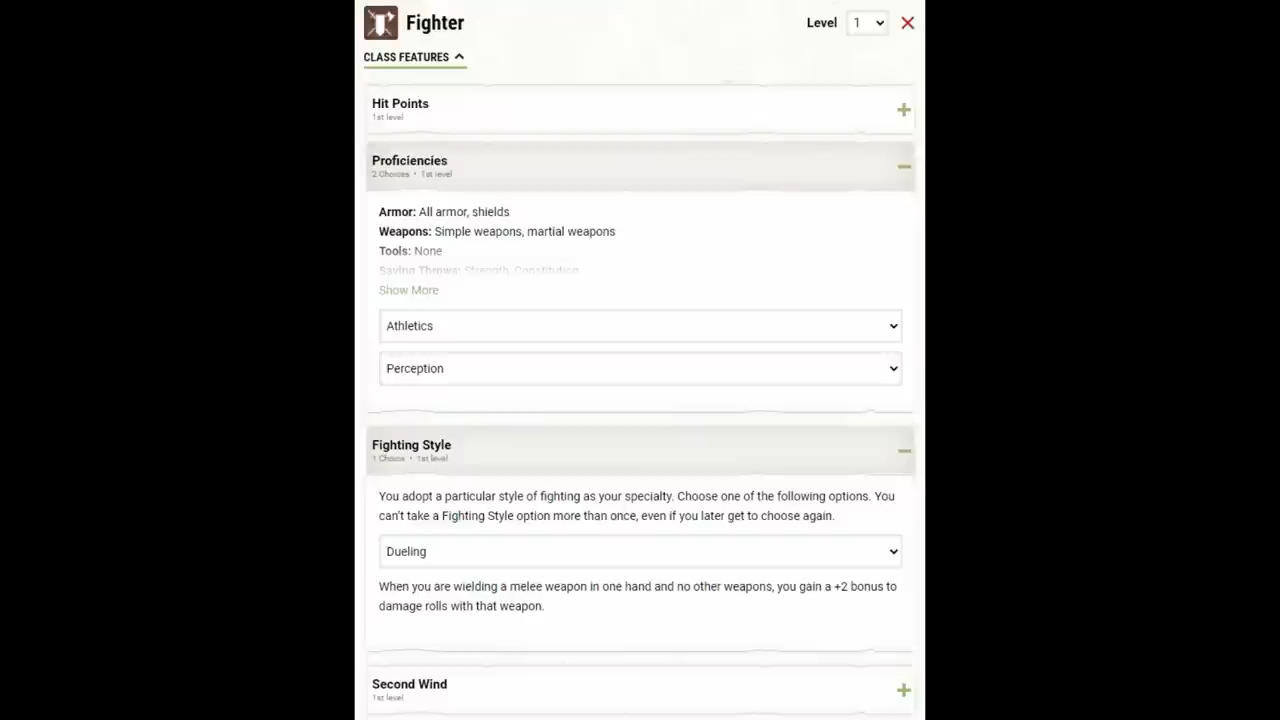 Fighter
Level 1
CLASS FEATURES
Hit Points
1st level
Proficiencies
2 Choices • 1st level
Armor: All armor, shields
Weapons: Simple weapons, martial weapons
Tools: None
Saving Throws: Strength, Constitution
Show More
Athletics
Perception
Fighting Style
1 Choice • 1st level
You adopt a particular style of fighting as your specialty. Choose one of the following options. You
can't take a Fighting Style option more than once, even if you later get to choose again.
Dueling
When you are wielding a melee weapon in one hand and no other weapons, you gain a +2 bonus to
damage rolls with that weapon.
Second Wind
1st level